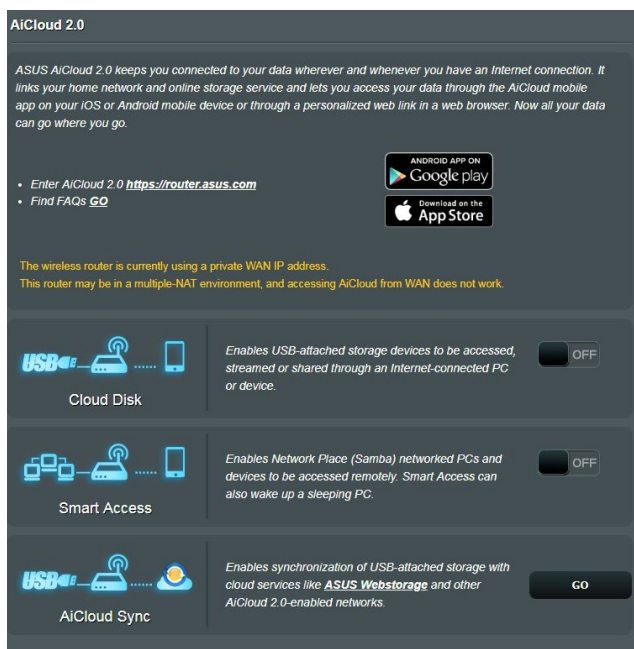 AiCloud 2.0
ASUS AiCloud 2.0 keeps you connected to your data wherever and whenever you have an Internet connection. It
links your home network and online storage service and lets you access your data through the AiCloud mobile
app on your iOS or Android mobile device or through a personalized web link in a web browser. Now all your data
can go where you go.
• Enter AiCloud 2.0 https://router.asus.com
• Find FAQs GO
ANDROID APP ON
Google play
Download on the
App Store
The wireless router is currently using a private WAN IP address.
This router may be in a multiple-NAT environment, and accessing AiCloud from WAN does not work.
USB
Cloud Disk
Enables USB-attached storage devices to be accessed,
streamed or shared through an Internet-connected PC
or device.
OFF
Smart Access
Enables Network Place (Samba) networked PCs and
devices to be accessed remotely. Smart Access can
also wake up a sleeping PC.
OFF
USB
AiCloud Sync
Enables synchronization of USB-attached storage with
cloud services like ASUS Webstorage and other
AiCloud 2.0-enabled networks.
GO